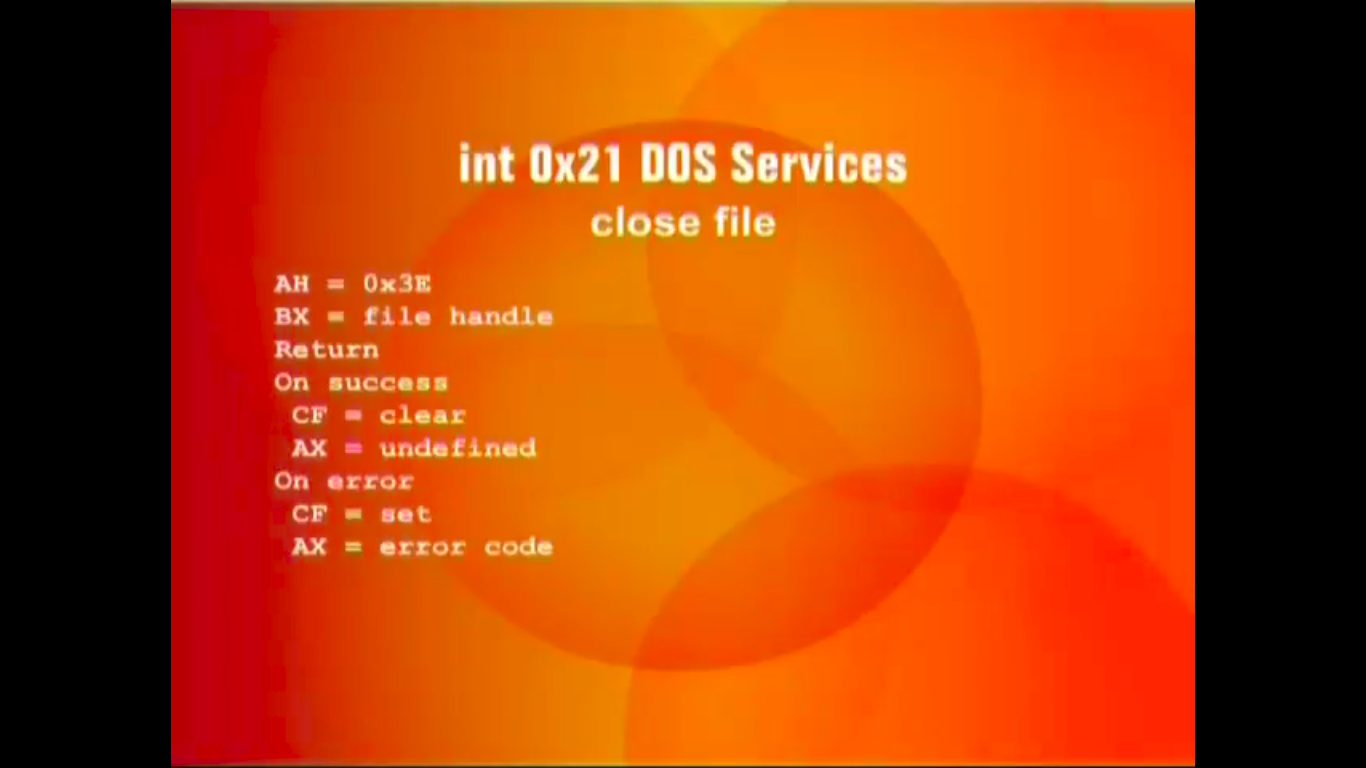 int 0x21 DOS Services
close file
AH = 0x3E
BX = file handle
Return
On success
CF = clear
AX = undefined
On error
CF = set
AX = error code